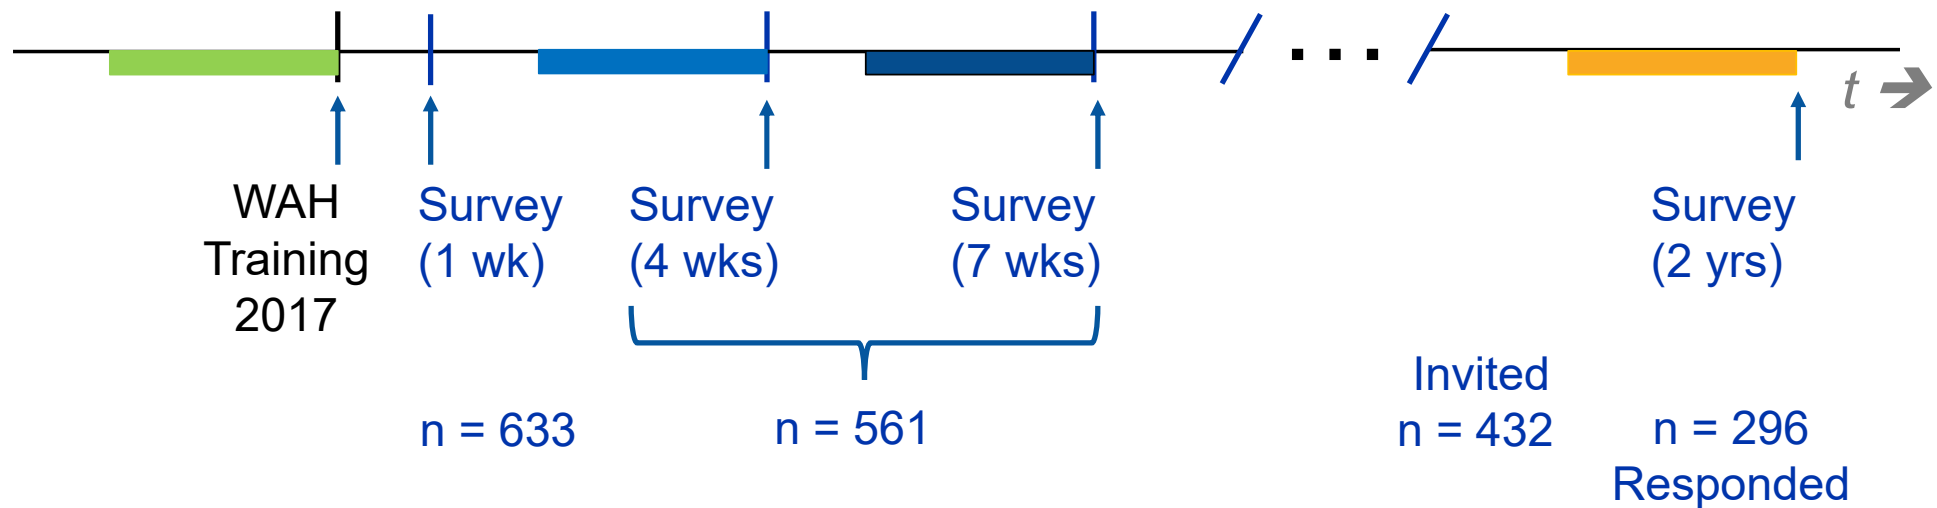 t
WAH
Training
2017
Survey
(1 wk)
Survey
(4 wks)
Survey
(7 wks)
Survey
(2 yrs)
n = 633
n = 561
Invited
n = 432
n = 296
Responded